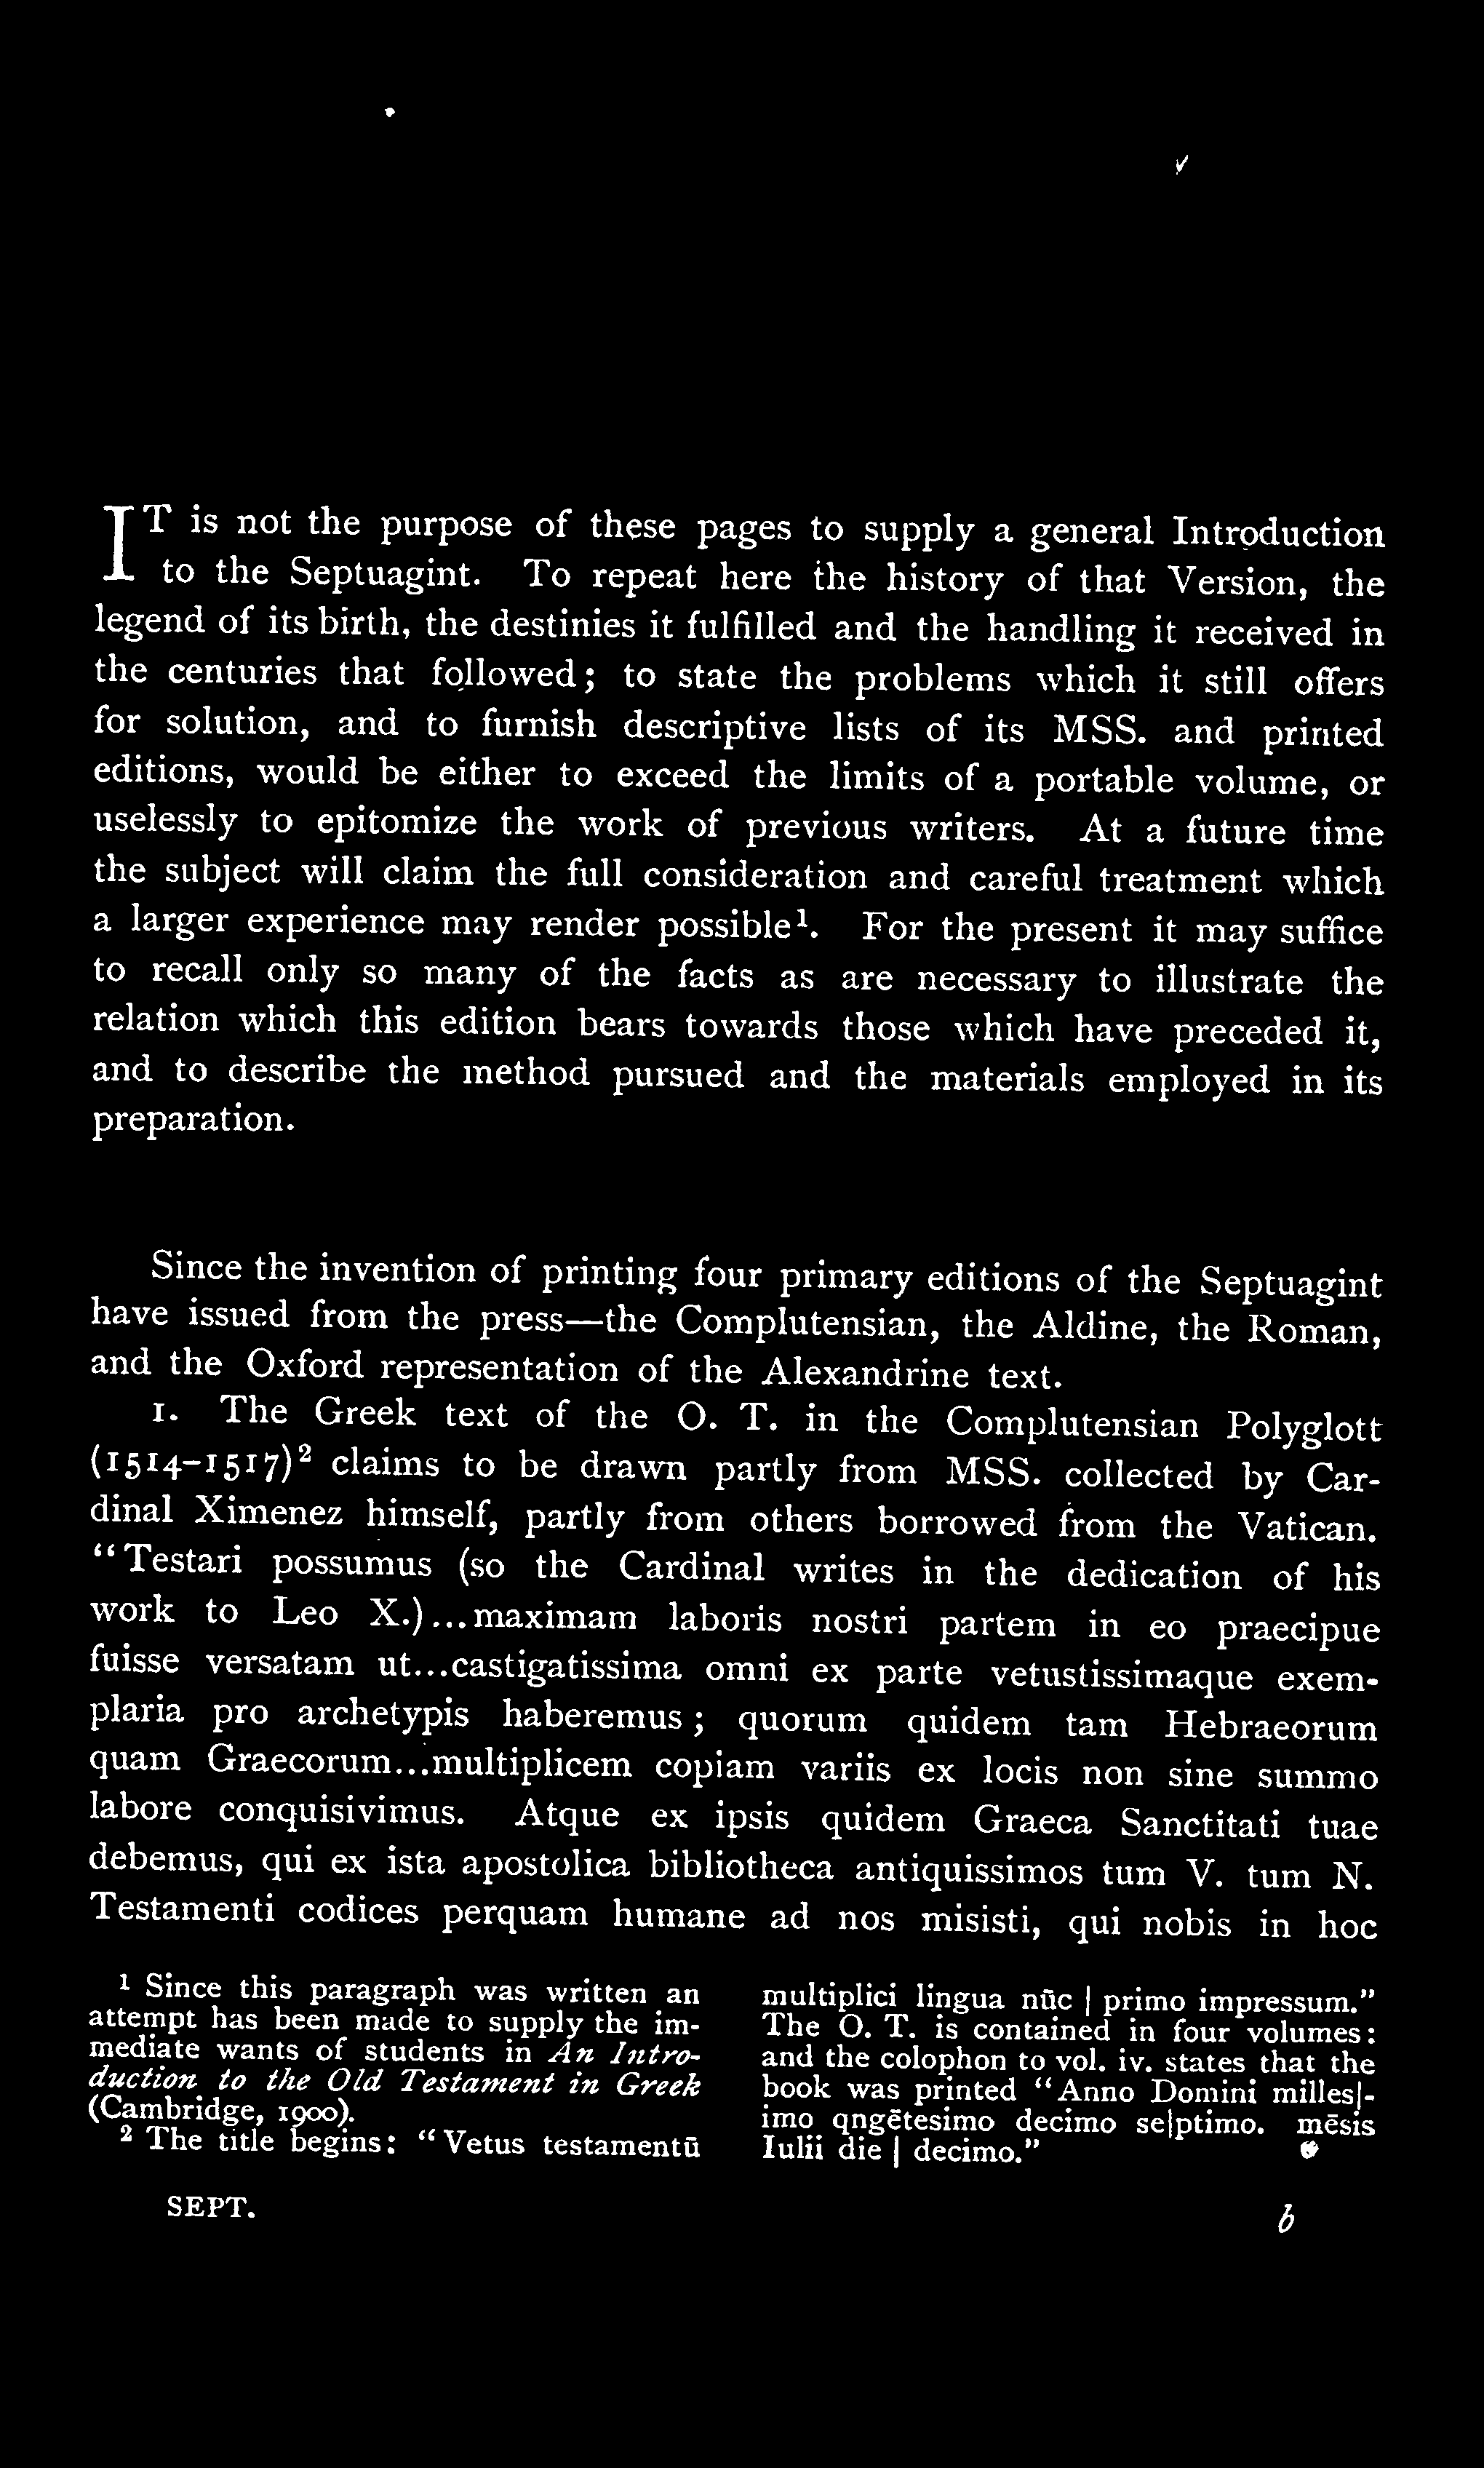 IT is not the purpose of these pages to supply a general Introduction
to the Septuagint. To repeat here the history of that Version, the
legend of its birth, the destinies it fulfilled and the handling it received in
the centuries that followed; to state the problems which it still offers
for solution, and to furnish descriptive lists of its MSS. and printed
editions, would be either to exceed the limits of a portable volume, or
uselessly to epitomize the work of previous writers. At a future time
the subject will claim the full consideration and careful treatment which
a larger experience may render possible¹. For the present it may suffice
to recall only so many of the facts as are necessary to illustrate the
relation which this edition bears towards those which have preceded it,
and to describe the method pursued and the materials employed in its
preparation.
Since the invention of printing four primary editions of the Septuagint
have issued from the press—the Complutensian, the Aldine, the Roman,
and the Oxford representation of the Alexandrine text.
1. The Greek text of the O. T. in the Complutensian Polyglott
(1514–1517)² claims to be drawn partly from MSS. collected by Car-
dinal Ximenez himself, partly from others borrowed from the Vatican.
“Testari possumus (so the Cardinal writes in the dedication of his
work to Leo X.)...maximam laboris nostri partem in eo praecipue
fuisse versatam ut...castigatissima omni ex parte vetustissimaque exem-
plaria pro archetypis haberemus; quorum quidem tam Hebraeorum
quam Graecorum...multiplicem copiam variis ex locis non sine summo
labore conquisivimus. Atque ex ipsis quidem Graeca Sanctitati tuae
debemus, qui ex ista apostolica bibliotheca antiquissimos tum V. tum N.
Testamenti codices perquam humane ad nos misisti, qui nobis in hoc
¹ Since this paragraph was written an
attempt has been made to supply the im-
mediate wants of students in An Intro-
duction to the Old Testament in Greek
(Cambridge, 1900).
² The title begins: “Vetus testamentū
multiplici lingua nūc | primo impressum.”
The O. T. is contained in four volumes:
and the colophon to vol. iv. states that the
book was printed “Anno Domini milles|-
imo qngētesimo decimo se|ptimo. mēsis
Iulii die | decimo.”
SEPT.
b